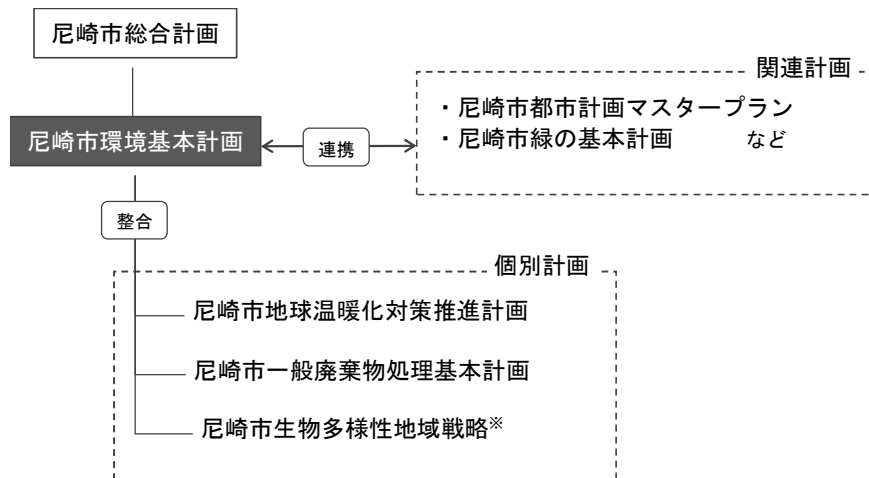 尼崎市総合計画
関連計画
・尼崎市都市計画マスタープラン
・尼崎市緑の基本計画 など
尼崎市環境基本計画
連携
整合
個別計画
尼崎市地球温暖化対策推進計画
尼崎市一般廃棄物処理基本計画
尼崎市生物多様性地域戦略※